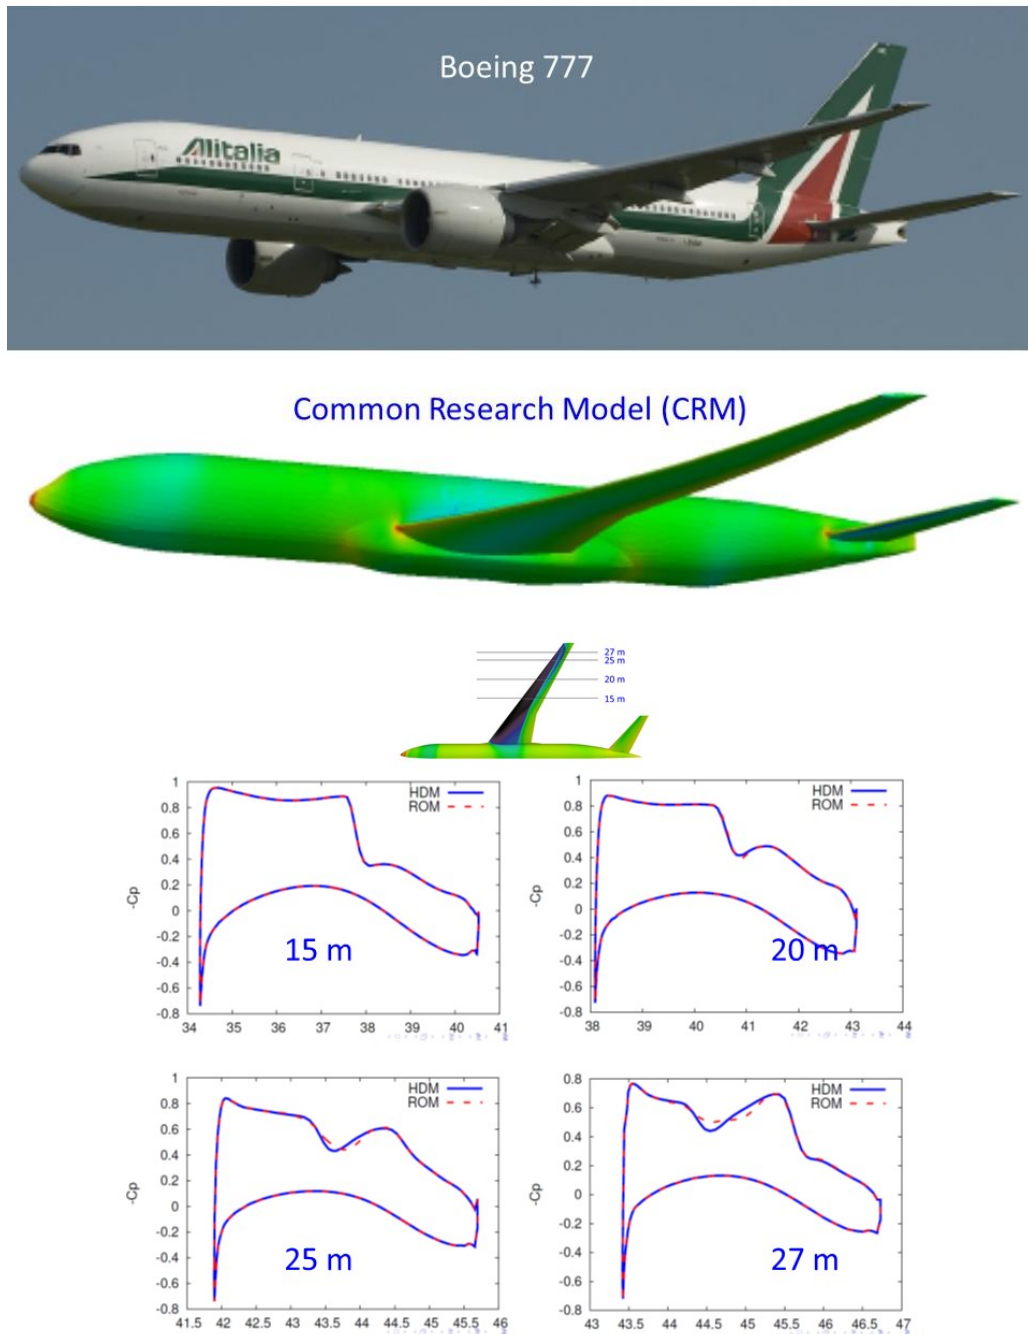 Boeing 777
Alitalia
Common Research Model (CRM)
27 m
25 m
20 m
15 m
1
0.8
0.6
0.4
0.2
0
-0.2
-0.4
-0.6
-0.8
-Cp
HDM
ROM
15 m
34 35 36 37 38 39 40 41
1
0.8
0.6
0.4
0.2
0
-0.2
-0.4
-0.6
-0.8
-Cp
HDM
ROM
20 m
38 39 40 41 42 43 44
1
0.8
0.6
0.4
0.2
0
-0.2
-0.4
-0.6
-0.8
-Cp
HDM
ROM
25 m
41.5 42 42.5 43 43.5 44 44.5 45 45.5 46
0.8
0.6
0.4
0.2
0
-0.2
-0.4
-0.6
-0.8
-Cp
HDM
ROM
27 m
43 43.5 44 44.5 45 45.5 46 46.5 47